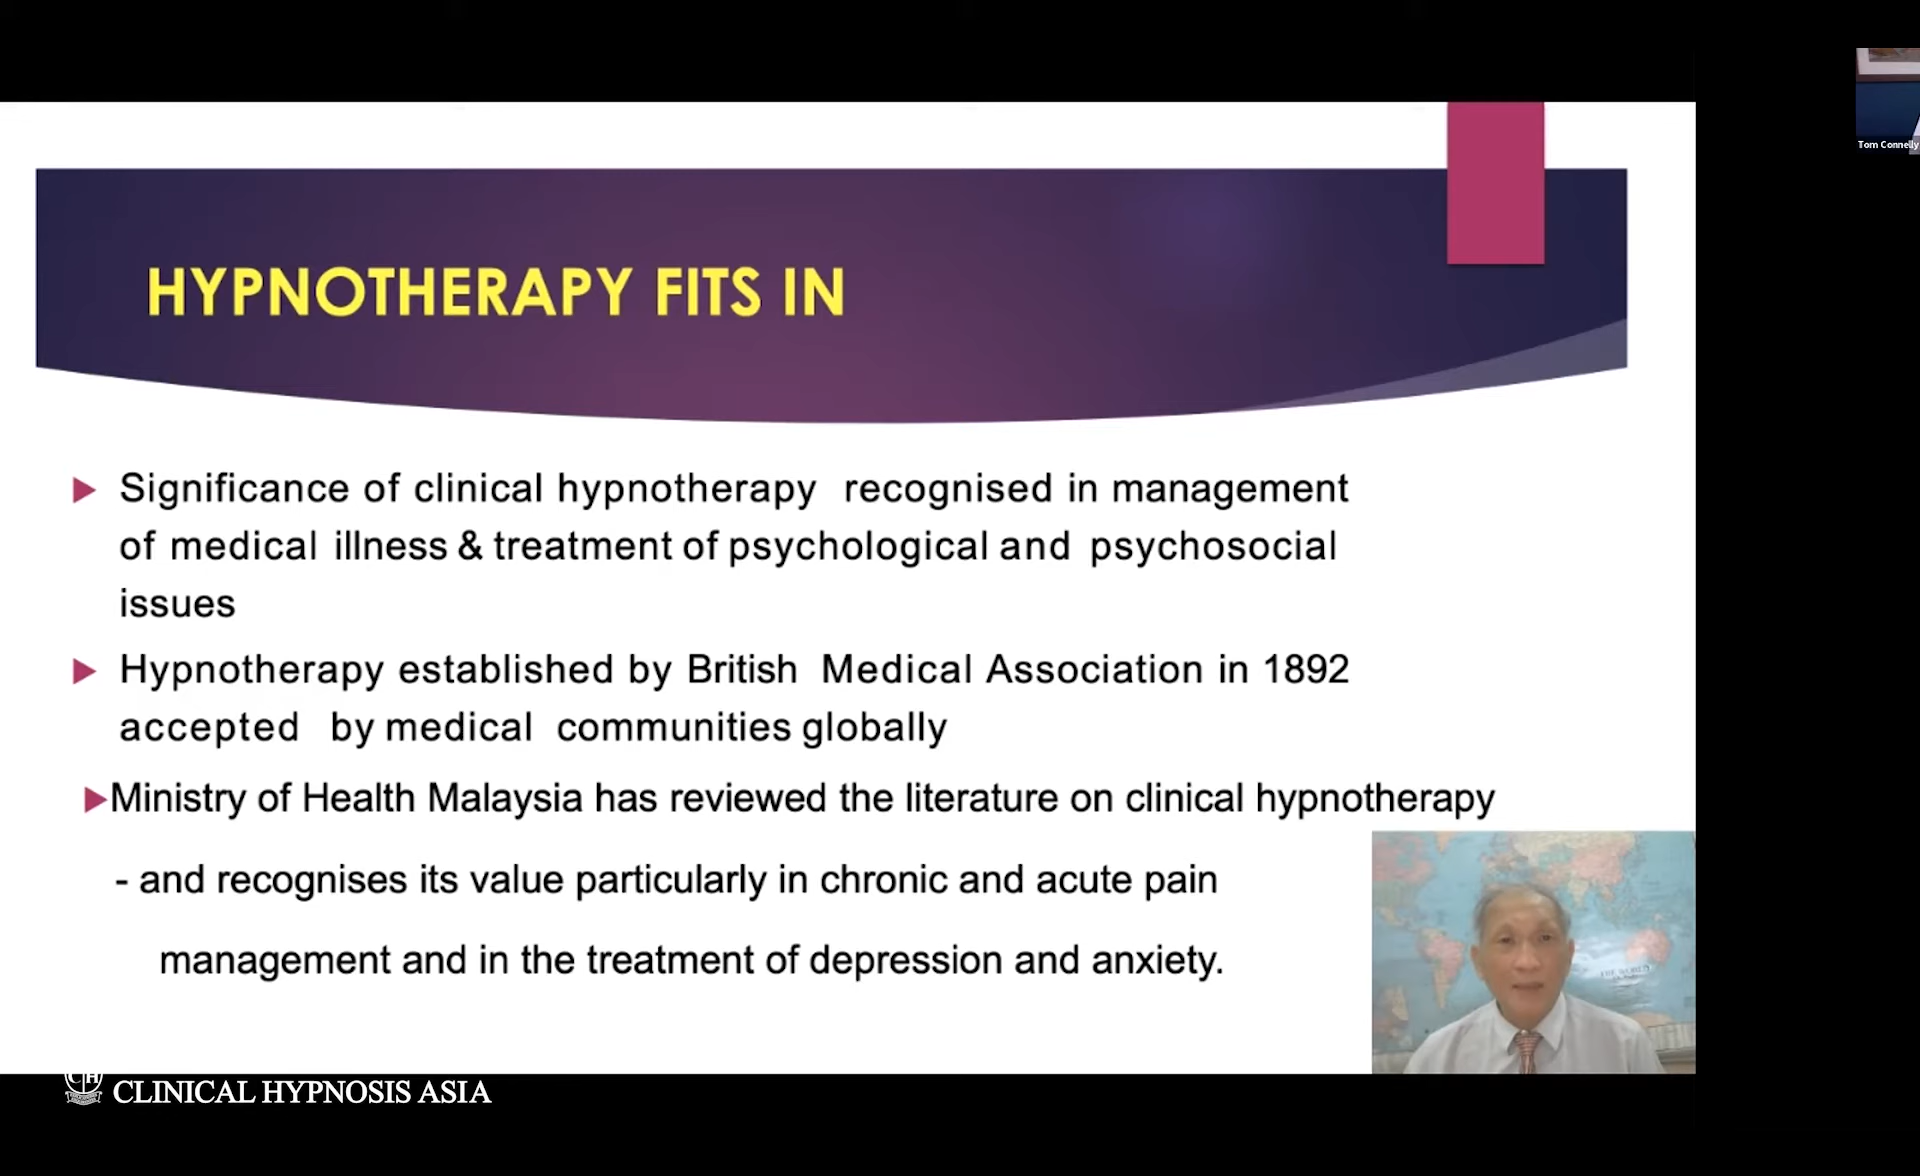 Tom Connelly
HYPNOTHERAPY FITS IN
Significance of clinical hypnotherapy recognised in management
of medical illness & treatment of psychological and psychosocial
issues
Hypnotherapy established by British Medical Association in 1892
accepted by medical communities globally
Ministry of Health Malaysia has reviewed the literature on clinical hypnotherapy
- and recognises its value particularly in chronic and acute pain
management and in the treatment of depression and anxiety.
THE WORLD
CH
CLINICAL HYPNOSIS ASIA